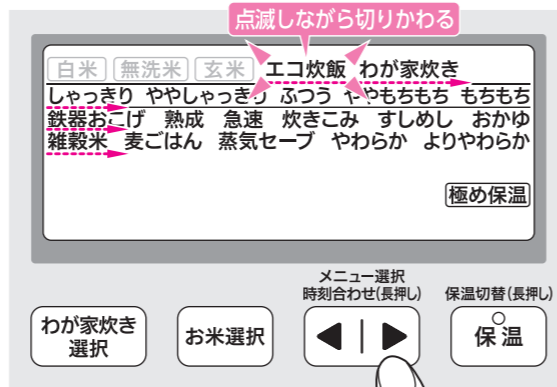 点滅しながら切りかわる
白米 無洗米 玄米 エコ炊飯 わが家炊き
しゃっきり ややしゃっきり ふつう ややもちもち もちもち
鉄器おこげ 熟成 急速 炊きこみ すしめし おかゆ
雑穀米 麦ごはん 蒸気セーブ やわらか よりやわらか
極め保温
メニュー選択
時刻合わせ(長押し) 保温切替(長押し)
わが家炊き
選択
お米選択
保温